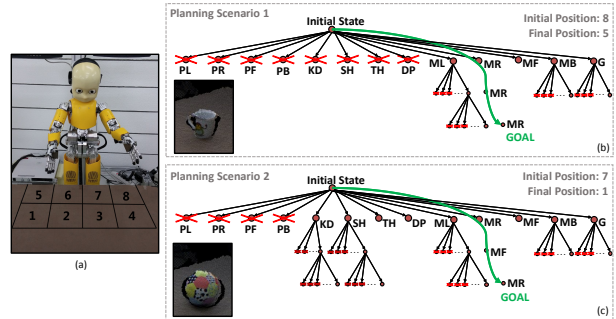 5 6 7 8
1 2 3 4
(a)
Planning Scenario 1
Initial State
Initial Position: 8
Final Position: 5
PL PR PF PB KD SH TH DP ML MR MF MB G
MR
MR
GOAL
(b)
Planning Scenario 2
Initial State
Initial Position: 7
Final Position: 1
PL PR PF PB KD SH TH DP ML MR MF MB G
MF
MR
GOAL
(c)